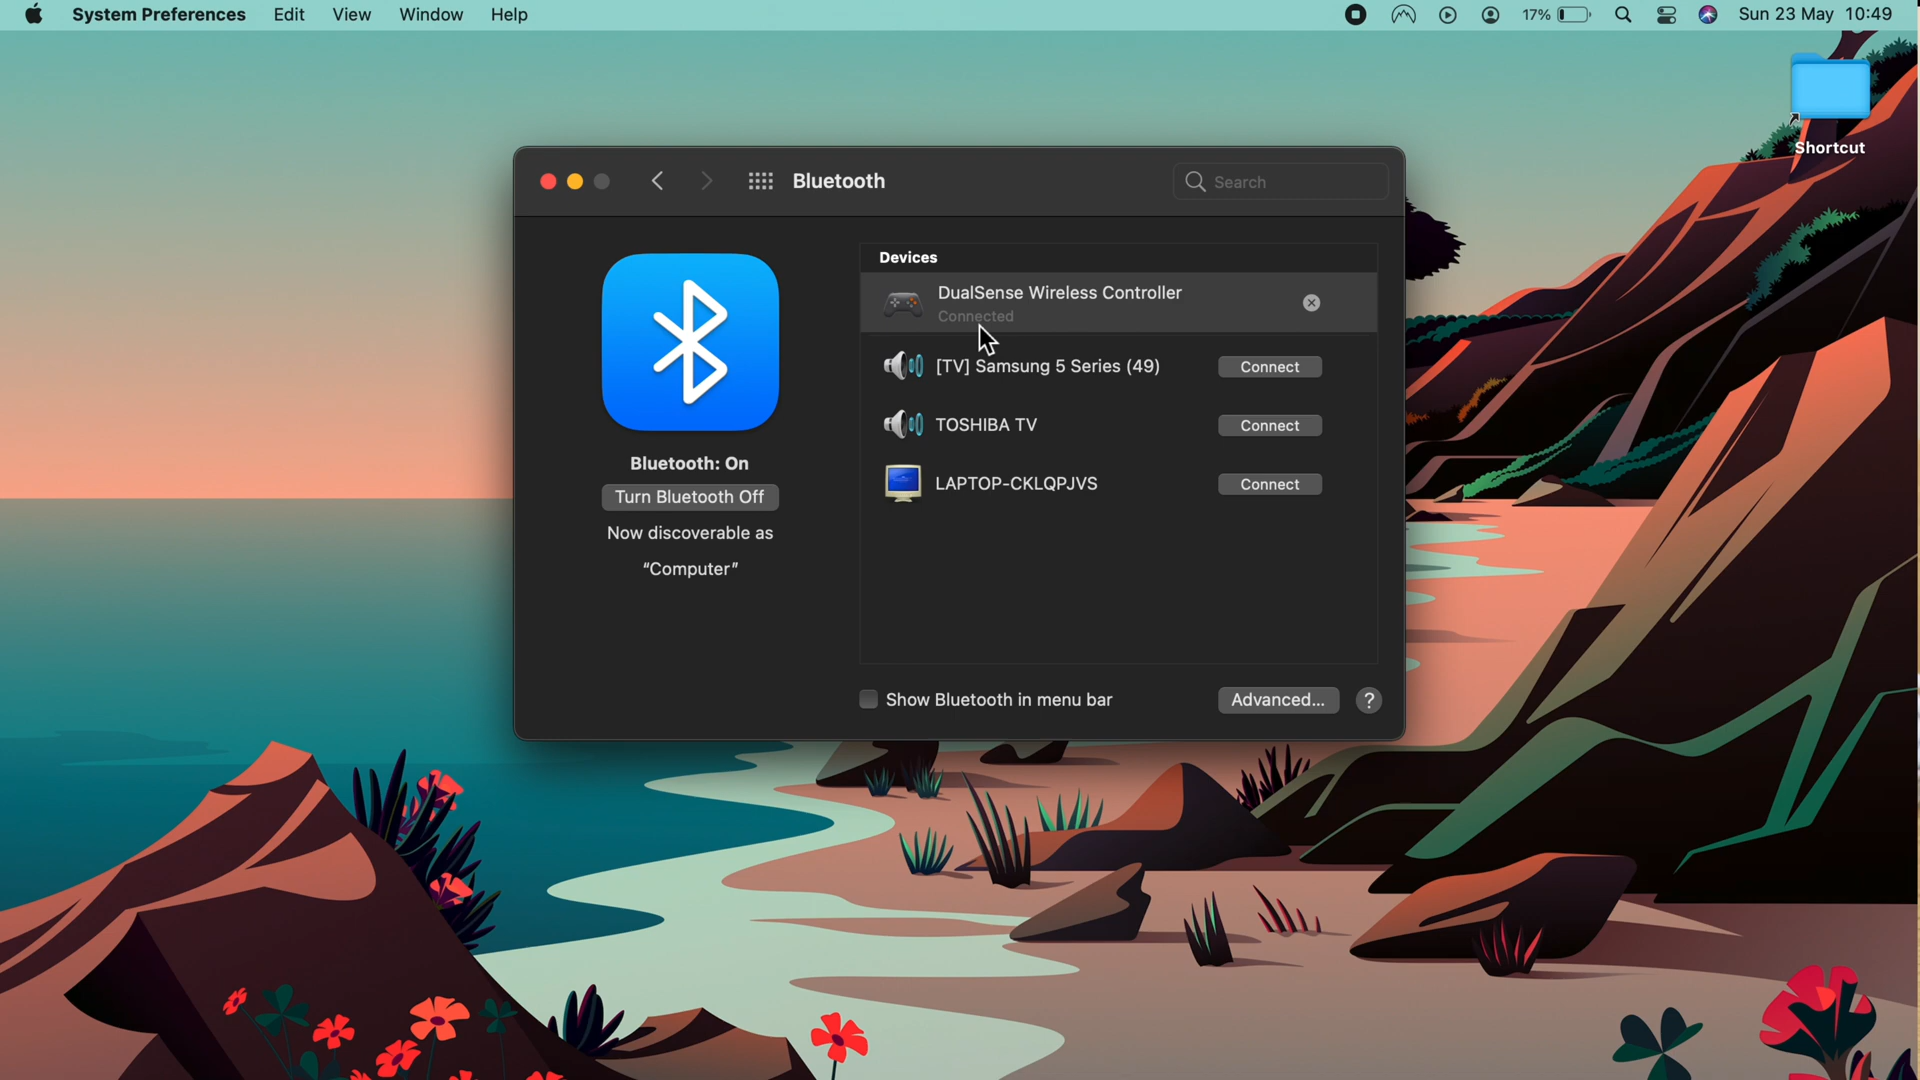 System Preferences Edit View Window Help 17% Sun 23 May 10:49
Shortcut
Bluetooth
Search
Devices
DualSense Wireless Controller
Connected
[TV] Samsung 5 Series (49) Connect
TOSHIBA TV Connect
LAPTOP-CKLQPJVS Connect
Bluetooth: On
Turn Bluetooth Off
Now discoverable as
“Computer”
Show Bluetooth in menu bar Advanced... ?